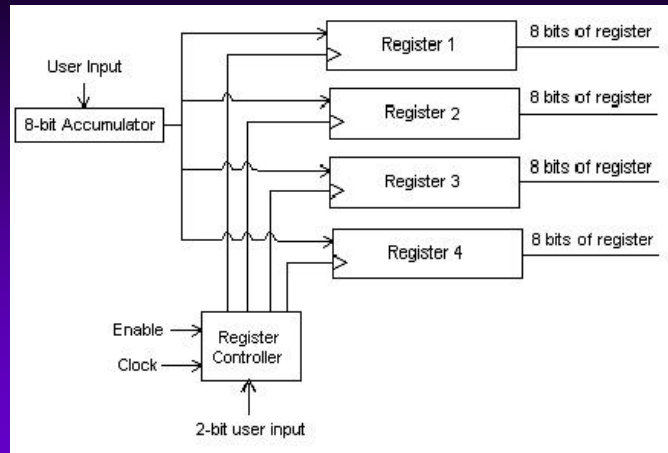 User Input
8-bit Accumulator
Register 1
8 bits of register
Register 2
8 bits of register
Register 3
8 bits of register
Register 4
8 bits of register
Enable
Clock
Register
Controller
2-bit user input